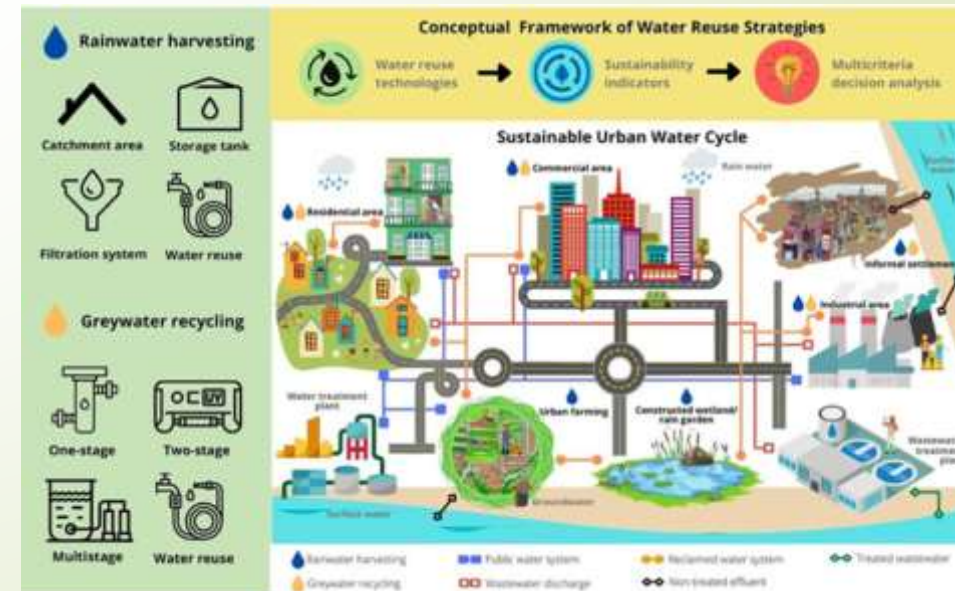 Rainwater harvesting
Catchment area
Storage tank
Filtration system
Water reuse
Greywater recycling
One-stage
Two-stage
UV
Multistage
Water reuse
Conceptual Framework of Water Reuse Strategies
Water reuse
technologies
Sustainability
indicators
Multicriteria
decision analysis
Sustainable Urban Water Cycle
Commercial area
Rain water
Residential area
Informal settlement
Industrial area
Water treatment
plant
Urban farming
Constructed wetland/
rain garden
Groundwater
Surface water
Rainwater harvesting
Public water system
Reclaimed water system
Treated wastewater
Greywater recycling
Wastewater discharge
Non-treated effluent